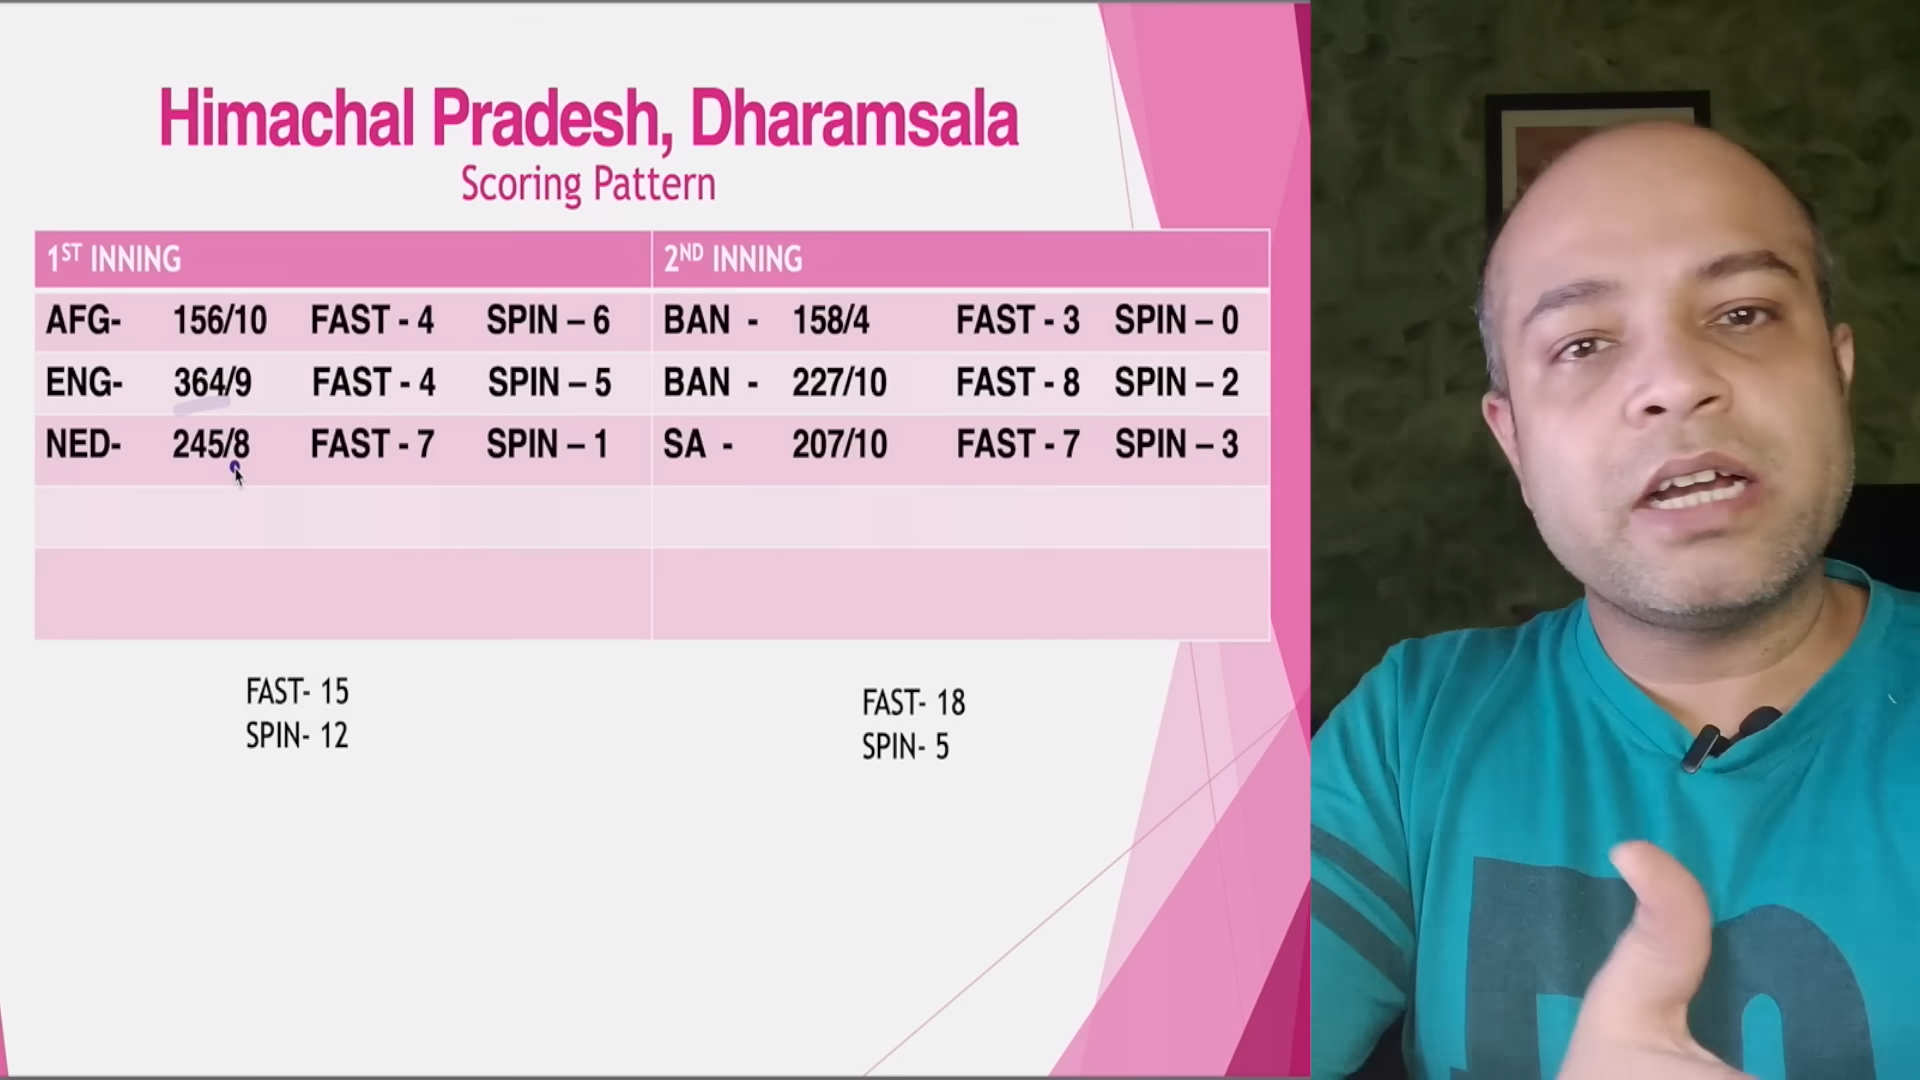 Himachal Pradesh, Dharamsala
Scoring Pattern
1ST INNING 2ND INNING
AFG- 156/10 FAST - 4 SPIN – 6 BAN - 158/4 FAST - 3 SPIN – 0
ENG- 364/9 FAST - 4 SPIN – 5 BAN - 227/10 FAST - 8 SPIN – 2
NED- 245/8 FAST - 7 SPIN – 1 SA - 207/10 FAST - 7 SPIN – 3
FAST- 15
SPIN- 12
FAST- 18
SPIN- 5